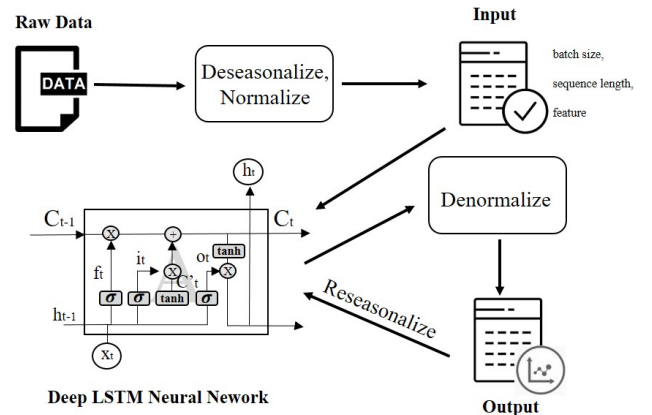 Raw Data
DATA
Deseasonalize,
Normalize
Input
batch size,
sequence length,
feature
ht
Ct-1
Ct
X
+
tanh
ft
it
ot
X
X
C't
A
σ
σ
tanh
σ
ht-1
Xt
Denormalize
Reseasonalize
Deep LSTM Neural Nework
Output